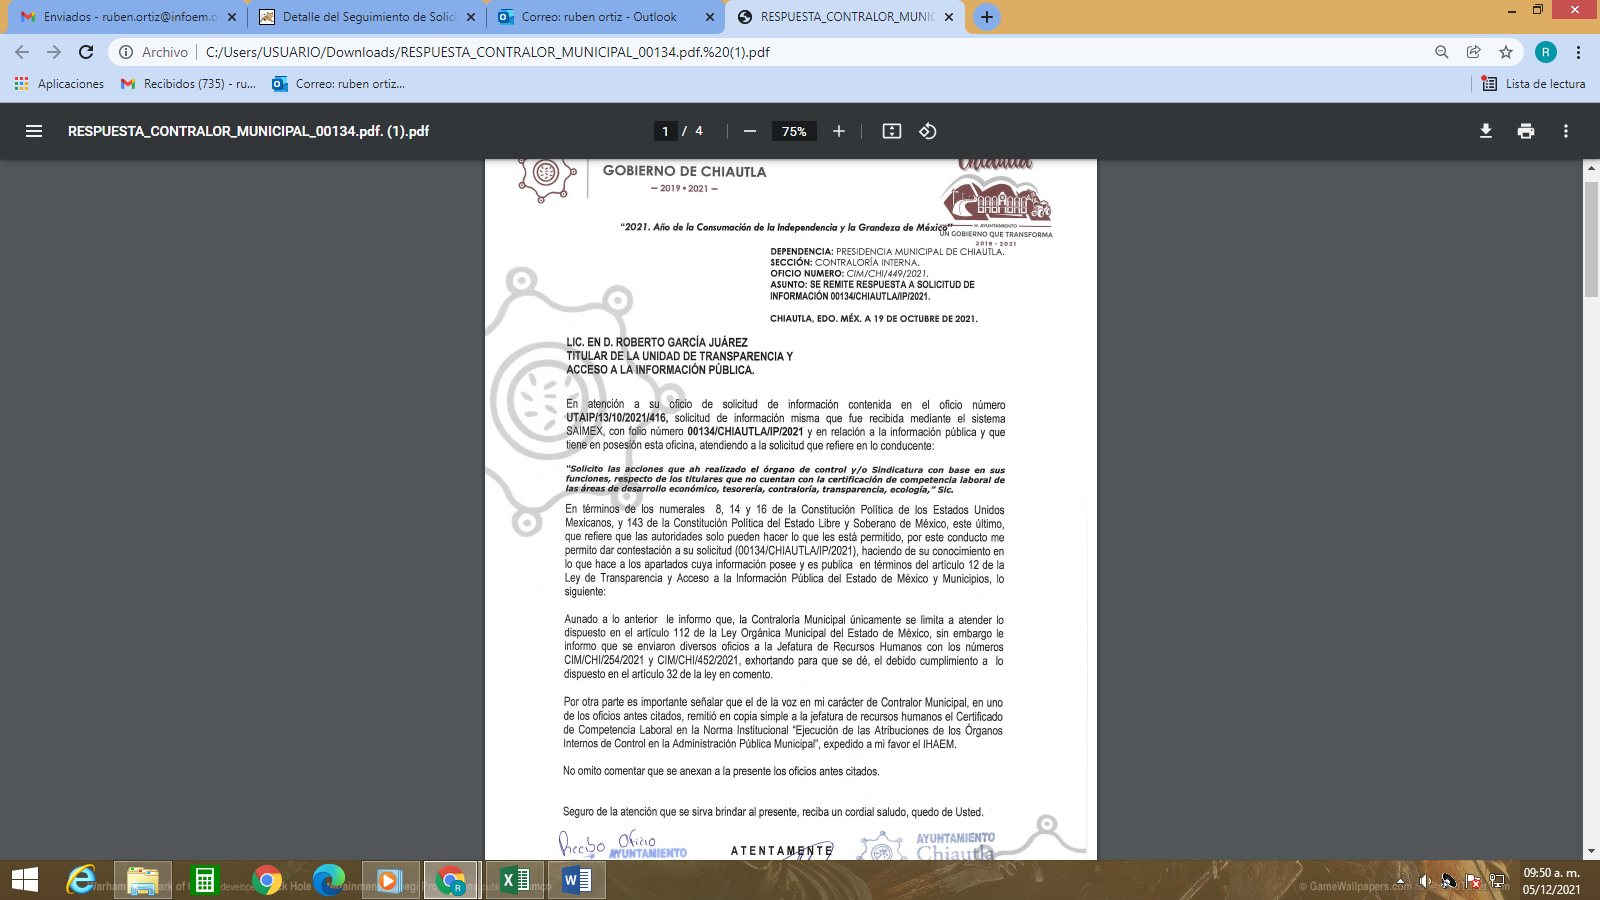 Enviados - ruben.ortiz@infoem.o
Detalle del Seguimiento de Solici
Correo: ruben ortiz - Outlook
RESPUESTA_CONTRALOR_MUNIC
Archivo
C:/Users/USUARIO/Downloads/RESPUESTA_CONTRALOR_MUNICIPAL_00134.pdf.%20(1).pdf
R
Aplicaciones
Recibidos (735) - ru...
Correo: ruben ortiz...
Lista de lectura
RESPUESTA_CONTRALOR_MUNICIPAL_00134.pdf. (1).pdf
1 / 4
75%
GOBIERNO DE CHIAUTLA
— 2019 • 2021 —
Chiautla
H. AYUNTAMIENTO
UN GOBIERNO QUE TRANSFORMA
2019 - 2021
"2021. Año de la Consumación de la Independencia y la Grandeza de México"
DEPENDENCIA: PRESIDENCIA MUNICIPAL DE CHIAUTLA.
SECCIÓN: CONTRALORÍA INTERNA.
OFICIO NUMERO: CIM/CHI/449/2021.
ASUNTO: SE REMITE RESPUESTA A SOLICITUD DE
INFORMACIÓN 00134/CHIAUTLA/IP/2021.
CHIAUTLA, EDO. MÉX. A 19 DE OCTUBRE DE 2021.
LIC. EN D. ROBERTO GARCÍA JUÁREZ
TITULAR DE LA UNIDAD DE TRANSPARENCIA Y
ACCESO A LA INFORMACIÓN PÚBLICA.
En atención a su oficio de solicitud de información contenida en el oficio número
UTAIP/13/10/2021/416, solicitud de información misma que fue recibida mediante el sistema
SAIMEX, con folio número 00134/CHIAUTLA/IP/2021 y en relación a la información pública y que
tiene en posesión esta oficina, atendiendo a la solicitud que refiere en lo conducente:
"Solicito las acciones que ah realizado el órgano de control y/o Sindicatura con base en sus
funciones, respecto de los titulares que no cuentan con la certificación de competencia laboral de
las áreas de desarrollo económico, tesorería, contraloría, transparencia, ecología," Sic.
En términos de los numerales 8, 14 y 16 de la Constitución Política de los Estados Unidos
Mexicanos, y 143 de la Constitución Política del Estado Libre y Soberano de México, este último,
que refiere que las autoridades solo pueden hacer lo que les está permitido, por este conducto me
permito dar contestación a su solicitud (00134/CHIAUTLA/IP/2021), haciendo de su conocimiento en
lo que hace a los apartados cuya información posee y es publica en términos del artículo 12 de la
Ley de Transparencia y Acceso a la Información Pública del Estado de México y Municipios, lo
siguiente:
Aunado a lo anterior le informo que, la Contraloría Municipal únicamente se limita a atender lo
dispuesto en el artículo 112 de la Ley Orgánica Municipal del Estado de México, sin embargo le
informo que se enviaron diversos oficios a la Jefatura de Recursos Humanos con los números
CIM/CHI/254/2021 y CIM/CHI/452/2021, exhortando para que se dé, el debido cumplimiento a lo
dispuesto en el artículo 32 de la ley en comento.
Por otra parte es importante señalar que el de la voz en mi carácter de Contralor Municipal, en uno
de los oficios antes citados, remitió en copia simple a la jefatura de recursos humanos el Certificado
de Competencia Laboral en la Norma Institucional "Ejecución de las Atribuciones de los Órganos
Internos de Control en la Administración Pública Municipal", expedido a mi favor el IHAEM.
No omito comentar que se anexan a la presente los oficios antes citados.
Seguro de la atención que se sirva brindar al presente, reciba un cordial saludo, quedo de Usted.
Recibo Oficio
AYUNTAMIENTO
ATENTAMENTE
AYUNTAMIENTO
Chiautla
© GameWallpapers.com
09:50 a. m.
05/12/2021